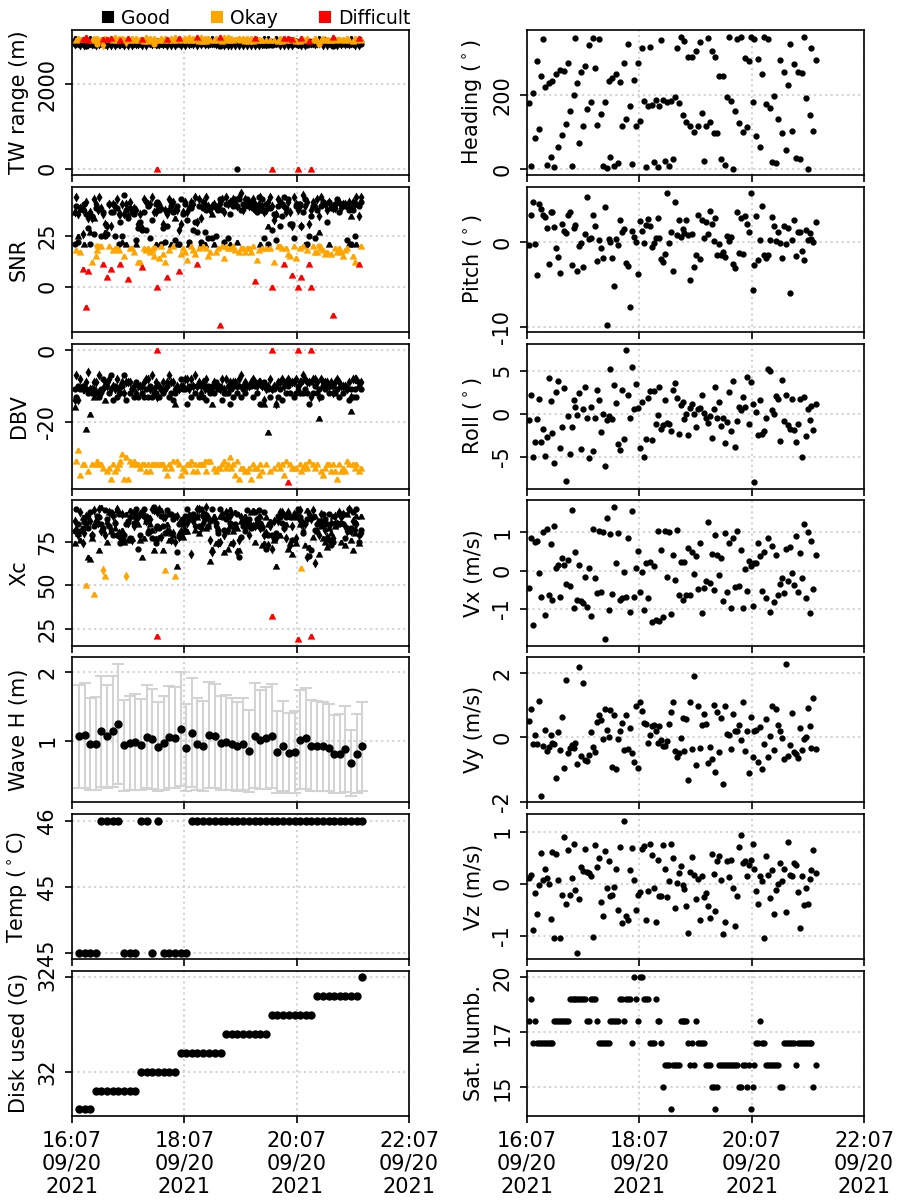 Good Okay Difficult
TW range (m)
2000
0
Heading (°)
200
0
SNR
25
0
Pitch (°)
0
-10
DBV
0
-20
Roll (°)
5
0
-5
Xc
75
50
25
Vx (m/s)
1
0
-1
Wave H (m)
2
1
Vy (m/s)
2
0
-2
Temp (°C)
46
45
45
Vz (m/s)
1
0
-1
Disk used (G)
322
32
Sat. Numb.
20
17
15
16:07 18:07 20:07 22:07
09/20 09/20 09/20 09/20
2021 2021 2021 2021
16:07 18:07 20:07 22:07
09/20 09/20 09/20 09/20
2021 2021 2021 2021